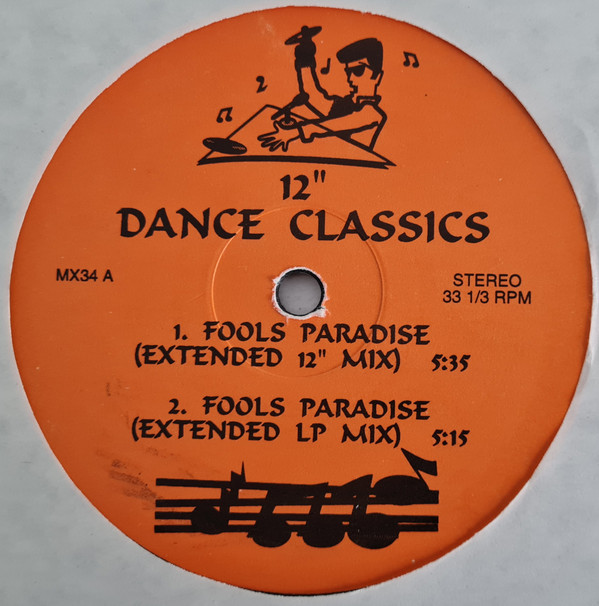 12"
DANCE CLASSICS
MX34 A
STEREO
33 1/3 RPM
1. FOOLS PARADISE
(EXTENDED 12" MIX) 5:35
2. FOOLS PARADISE
(EXTENDED LP MIX) 5:15